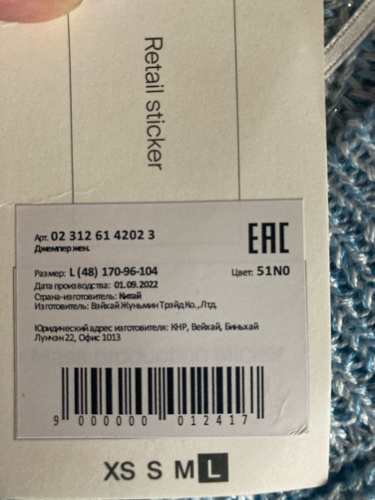 Retail sticker
Арт. 02 312 61 4202 3
Джемпер жен.
EAC
Размер: L (48) 170-96-104
Цвет: 51N0
Дата производства: 01.09.2022
Страна-изготовитель: Китай
Изготовитель: Вэйхай Жуньмин Трэйд Ко., Лтд.
Юридический адрес изготовителя: КНР, Вейхай, Биньхай
Лунчэн 22, Офис 1013
9 000000 012417
XS S M L